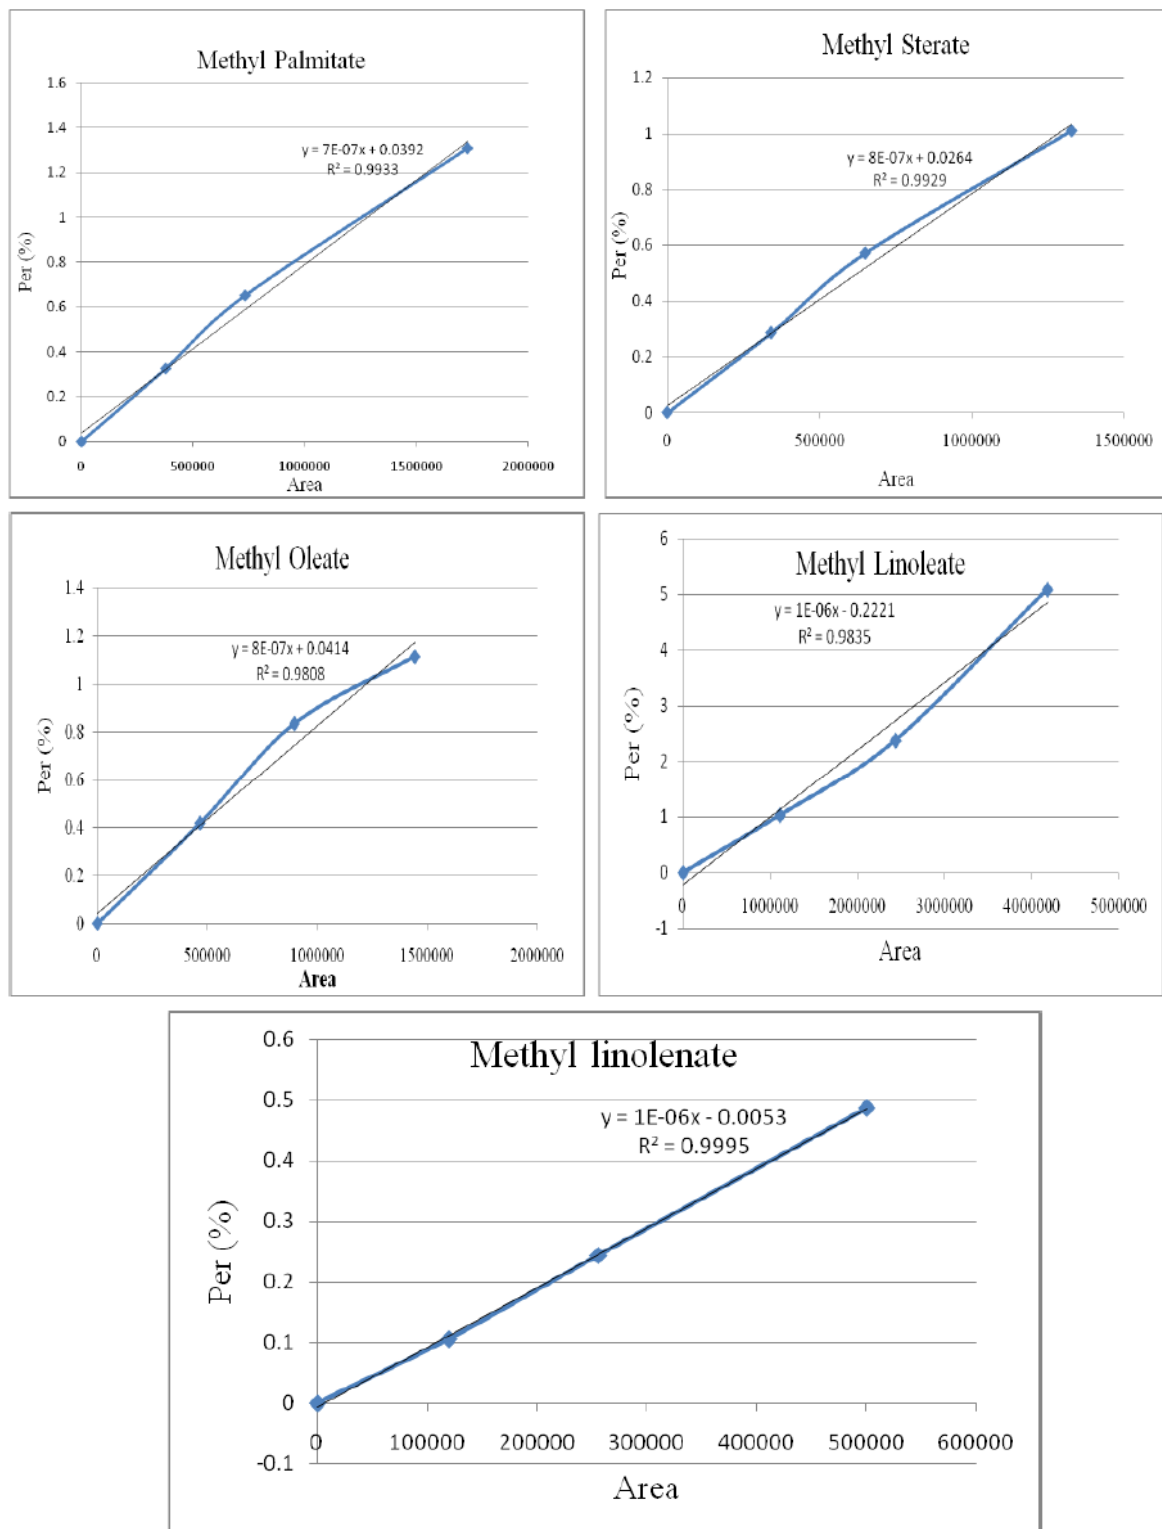 Methyl Palmitate
1.6
1.4
1.2
1
0.8
0.6
0.4
0.2
0
y = 7E-07x + 0.0392
R² = 0.9933
Per (%)
0 500000 1000000 1500000 2000000
Area
Methyl Sterate
1.2
1
0.8
0.6
0.4
0.2
0
y = 8E-07x + 0.0264
R² = 0.9929
Per (%)
0 500000 1000000 1500000
Area
Methyl Oleate
1.4
1.2
1
0.8
0.6
0.4
0.2
0
y = 8E-07x + 0.0414
R² = 0.9808
Per (%)
0 500000 1000000 1500000 2000000
Area
Methyl Linoleate
6
5
4
3
2
1
0
-1
y = 1E-06x - 0.2221
R² = 0.9835
Per (%)
0 1000000 2000000 3000000 4000000 5000000
Area
Methyl linolenate
0.6
0.5
0.4
0.3
0.2
0.1
0
-0.1
y = 1E-06x - 0.0053
R² = 0.9995
Per (%)
0 100000 200000 300000 400000 500000 600000
Area